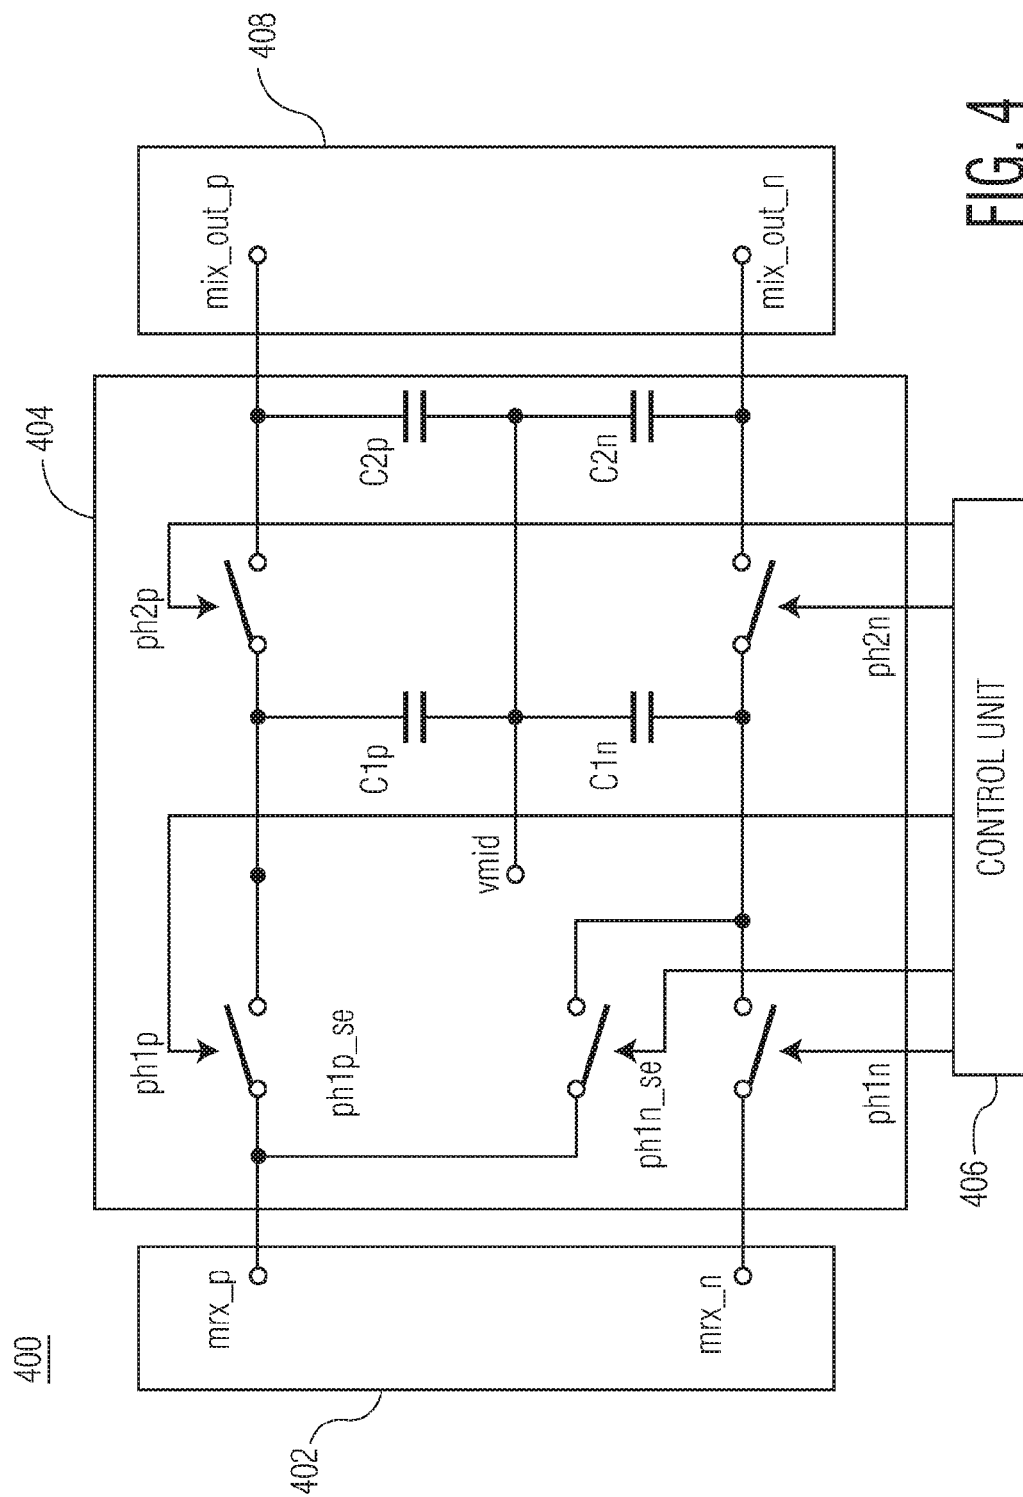 400
402
mrx_p
mrx_n
404
ph1p
ph1p_se
ph1n_se
ph1n
vmid
C1p
C1n
ph2p
ph2n
C2p
C2n
406
CONTROL UNIT
408
mix_out_p
mix_out_n
FIG. 4